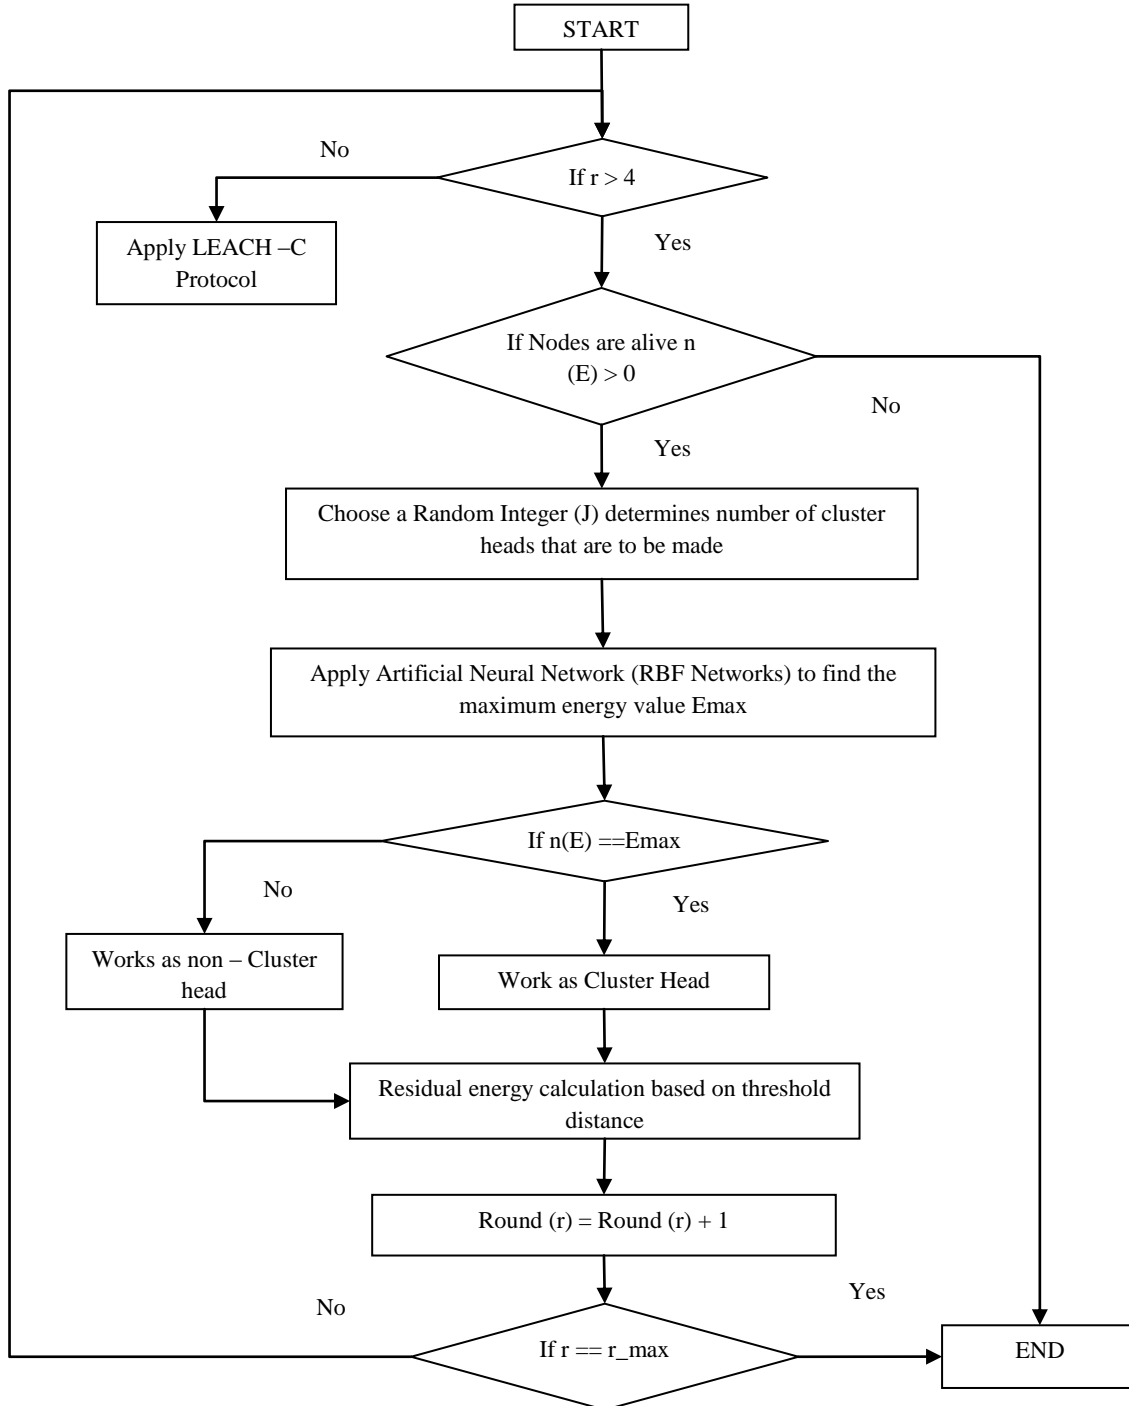 START
No
If r > 4
Yes
Apply LEACH –C
Protocol
If Nodes are alive n
(E) > 0
No
Yes
Choose a Random Integer (J) determines number of cluster
heads that are to be made
Apply Artificial Neural Network (RBF Networks) to find the
maximum energy value Emax
If n(E) ==Emax
No
Yes
Works as non – Cluster
head
Work as Cluster Head
Residual energy calculation based on threshold
distance
Round (r) = Round (r) + 1
Yes
No
If r == r_max
END